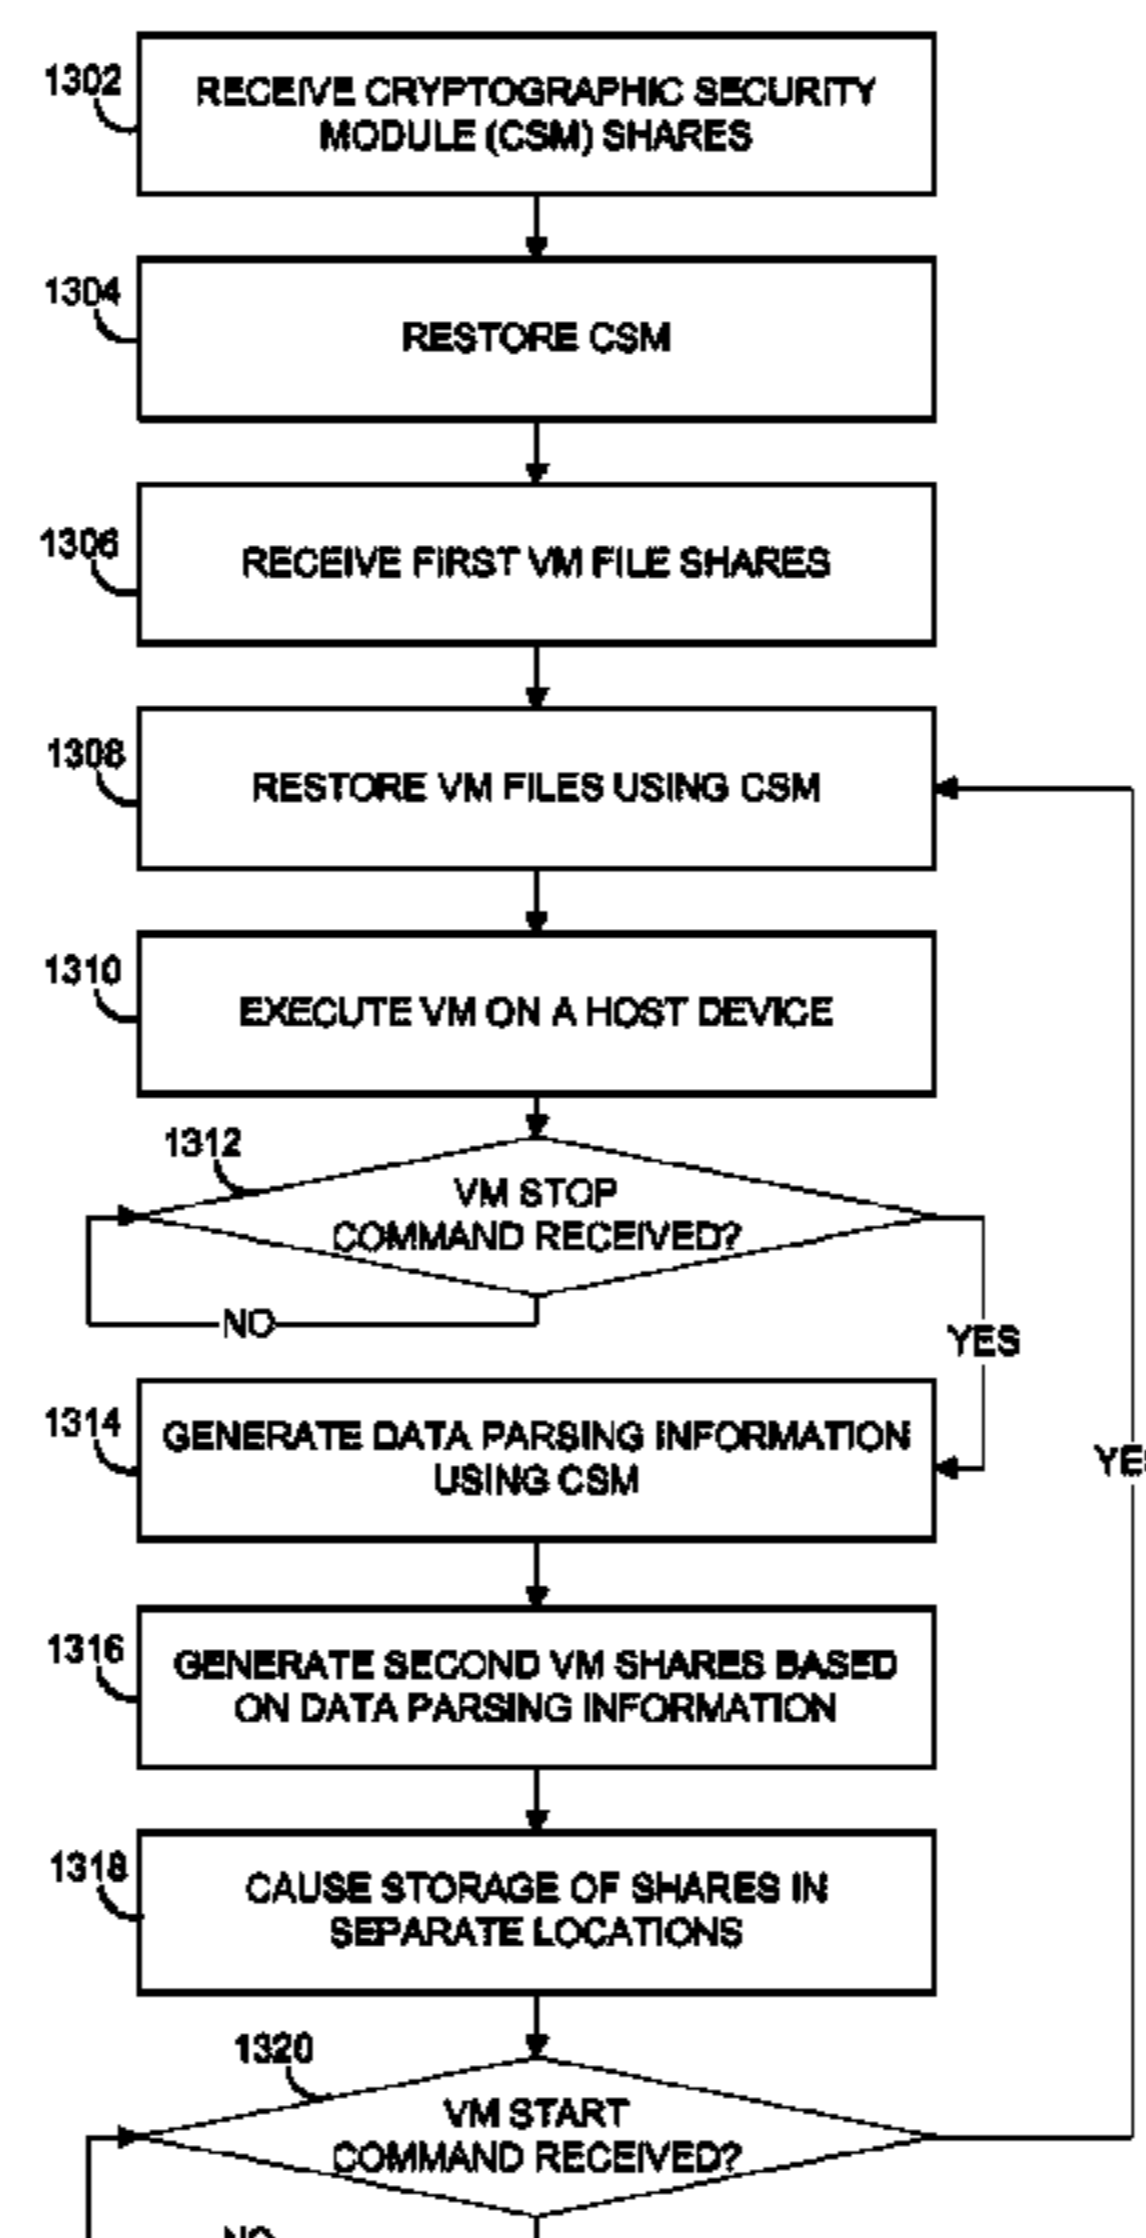 1302
RECEIVE CRYPTOGRAPHIC SECURITY
MODULE (CSM) SHARES
1304
RESTORE CSM
1306
RECEIVE FIRST VM FILE SHARES
1308
RESTORE VM FILES USING CSM
1310
EXECUTE VM ON A HOST DEVICE
1312
VM STOP
COMMAND RECEIVED?
NO
YES
1314
GENERATE DATA PARSING INFORMATION
USING CSM
YES
1316
GENERATE SECOND VM SHARES BASED
ON DATA PARSING INFORMATION
1318
CAUSE STORAGE OF SHARES IN
SEPARATE LOCATIONS
1320
VM START
COMMAND RECEIVED?
NO